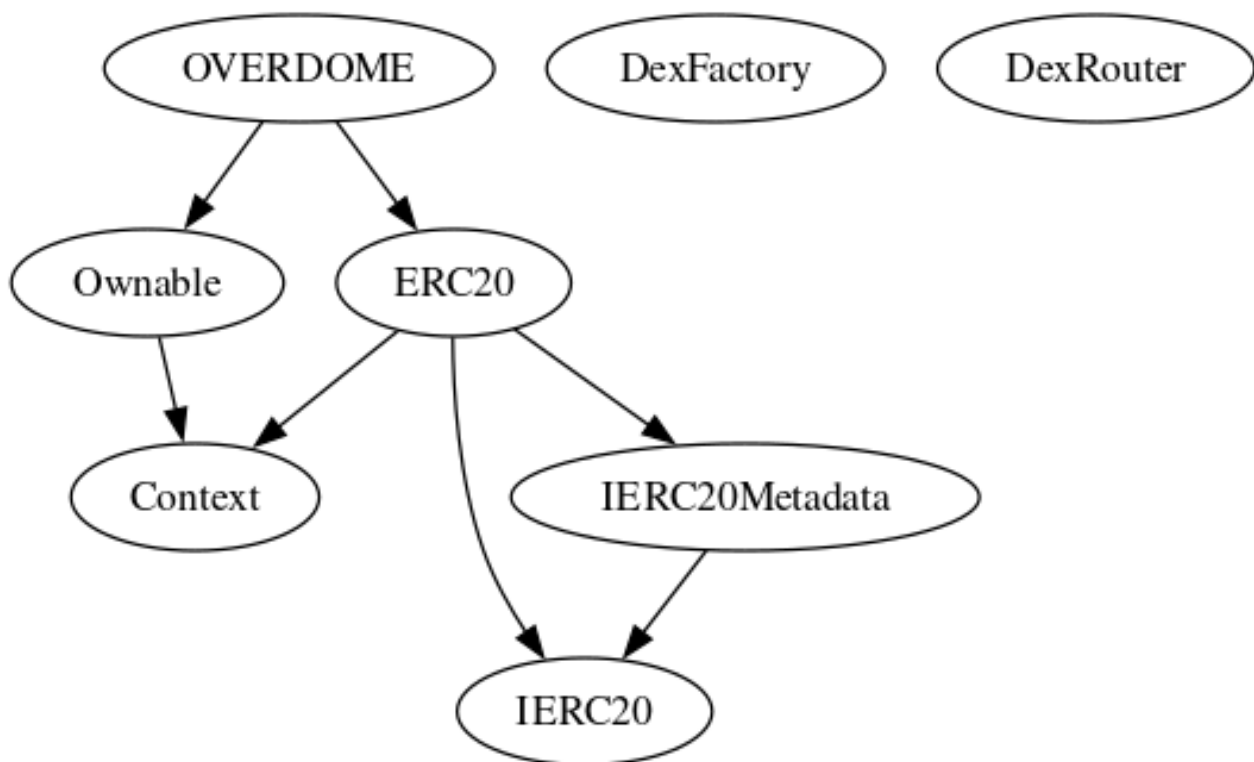 OVERDOME
DexFactory
DexRouter
Ownable
ERC20
Context
IERC20Metadata
IERC20